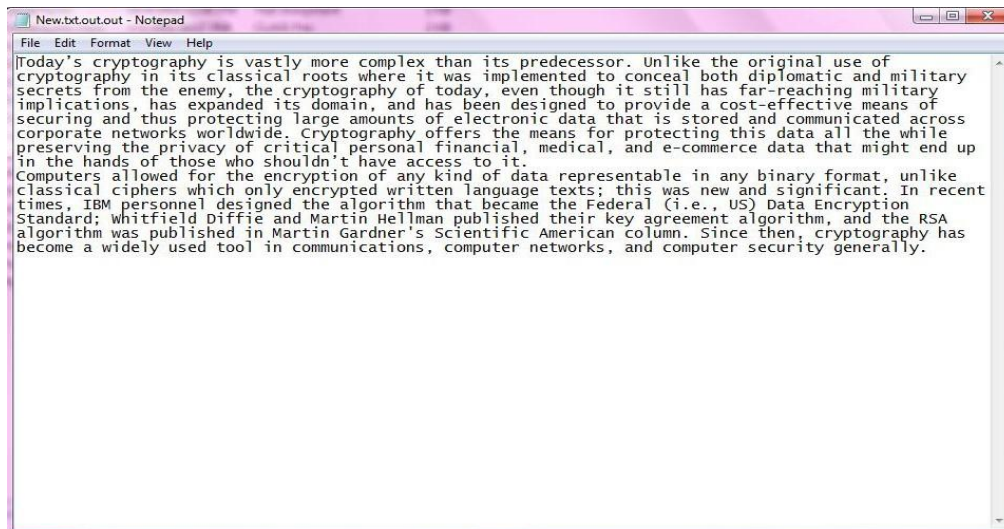 New.txt.out.out - Notepad
File Edit Format View Help
Today’s cryptography is vastly more complex than its predecessor. Unlike the original use of
cryptography in its classical roots where it was implemented to conceal both diplomatic and military
secrets from the enemy, the cryptography of today, even though it still has far-reaching military
implications, has expanded its domain, and has been designed to provide a cost-effective means of
securing and thus protecting large amounts of electronic data that is stored and communicated across
corporate networks worldwide. Cryptography offers the means for protecting this data all the while
preserving the privacy of critical personal financial, medical, and e-commerce data that might end up
in the hands of those who shouldn’t have access to it.
Computers allowed for the encryption of any kind of data representable in any binary format, unlike
classical ciphers which only encrypted written language texts; this was new and significant. In recent
times, IBM personnel designed the algorithm that became the Federal (i.e., US) Data Encryption
Standard; Whitfield Diffie and Martin Hellman published their key agreement algorithm, and the RSA
algorithm was published in Martin Gardner's Scientific American column. Since then, cryptography has
become a widely used tool in communications, computer networks, and computer security generally.